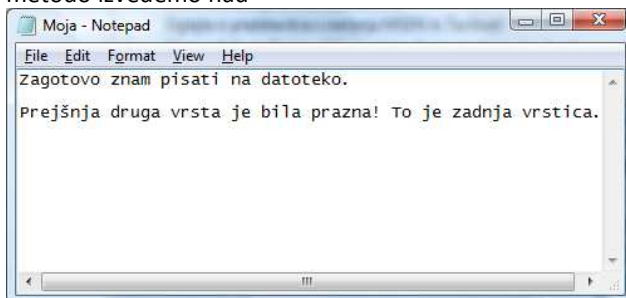 metodo izvedemo nad
Moja - Notepad
File Edit Format View Help
Zagotovo znam pisati na datoteko.
Prejšnja druga vrsta je bila prazna! To je zadnja vrstica.